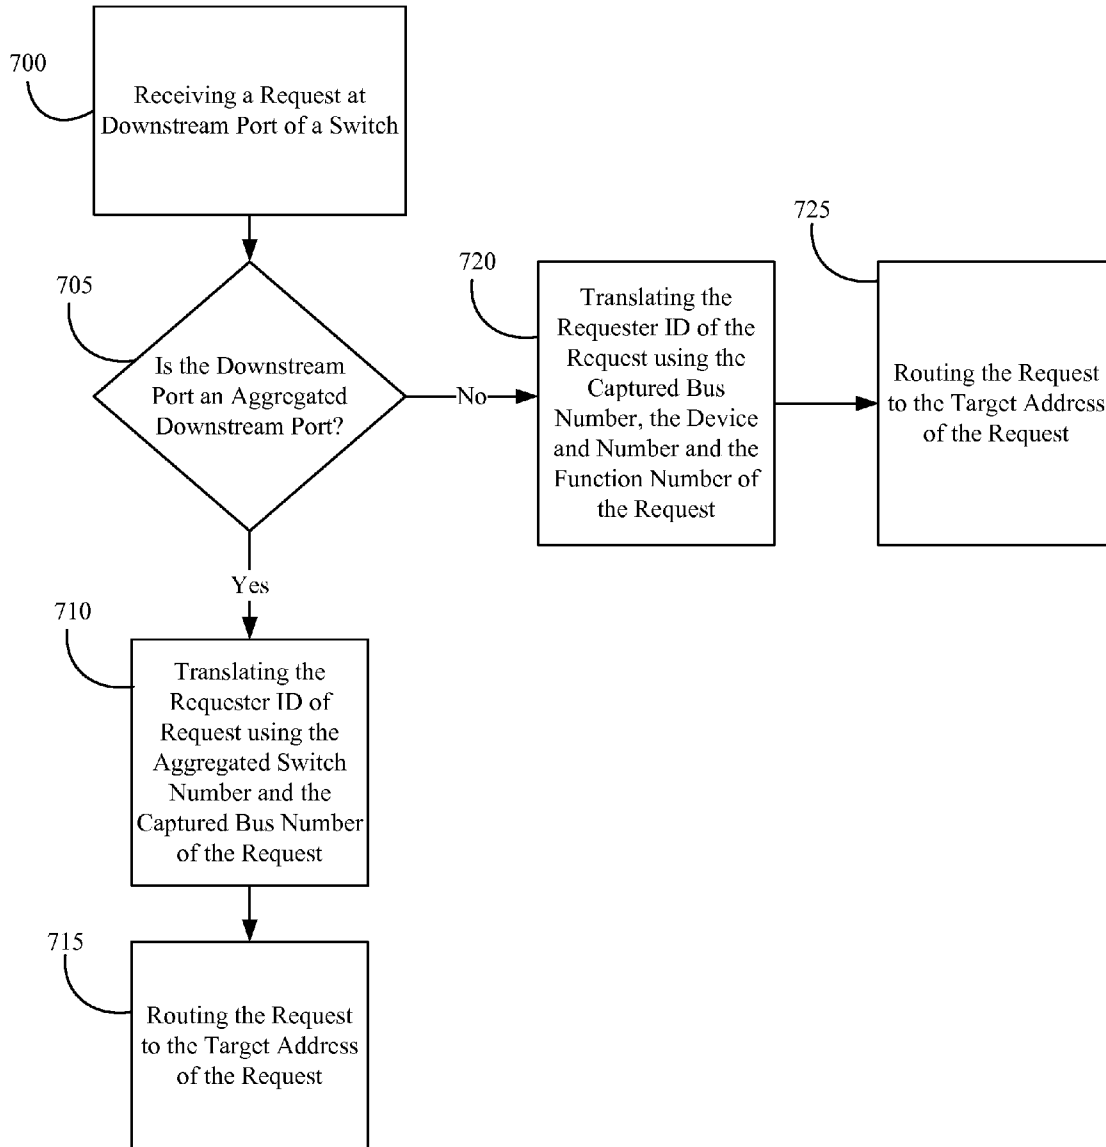 700
Receiving a Request at
Downstream Port of a Switch
705
Is the Downstream
Port an Aggregated
Downstream Port?
No
720
Translating the
Requester ID of the
Request using the
Captured Bus
Number, the Device
and Number and the
Function Number of
the Request
725
Routing the Request
to the Target Address
of the Request
Yes
710
Translating the
Requester ID of
Request using the
Aggregated Switch
Number and the
Captured Bus Number
of the Request
715
Routing the Request
to the Target Address
of the Request